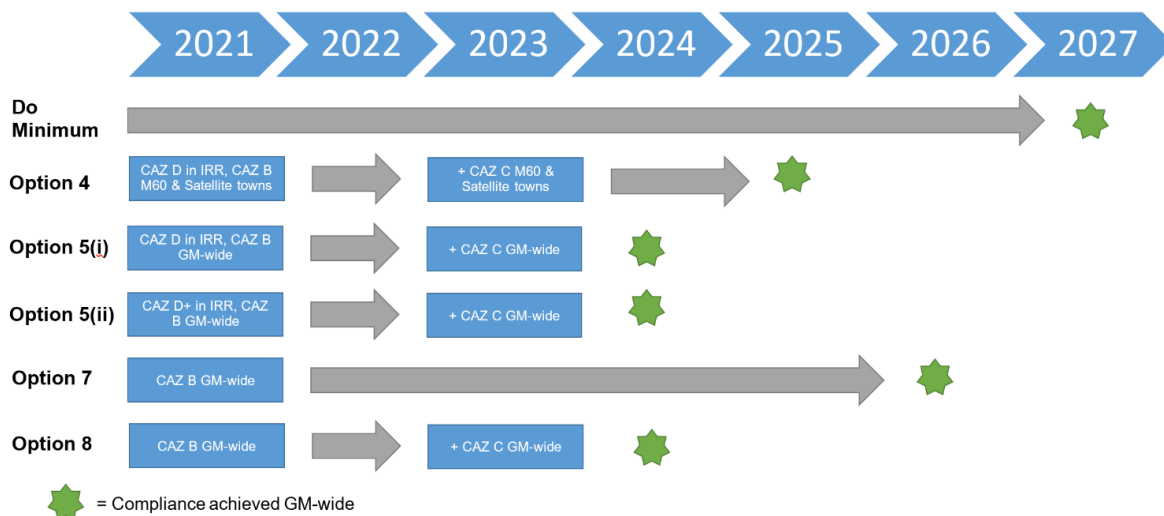 2021 2022 2023 2024 2025 2026 2027
Do
Minimum
Option 4
CAZ D in IRR, CAZ B
M60 & Satellite towns
+ CAZ C M60 &
Satellite towns
Option 5(i)
CAZ D in IRR, CAZ B
GM-wide
+ CAZ C GM-wide
Option 5(ii)
CAZ D+ in IRR, CAZ
B GM-wide
+ CAZ C GM-wide
Option 7
CAZ B GM-wide
Option 8
CAZ B GM-wide
+ CAZ C GM-wide
= Compliance achieved GM-wide